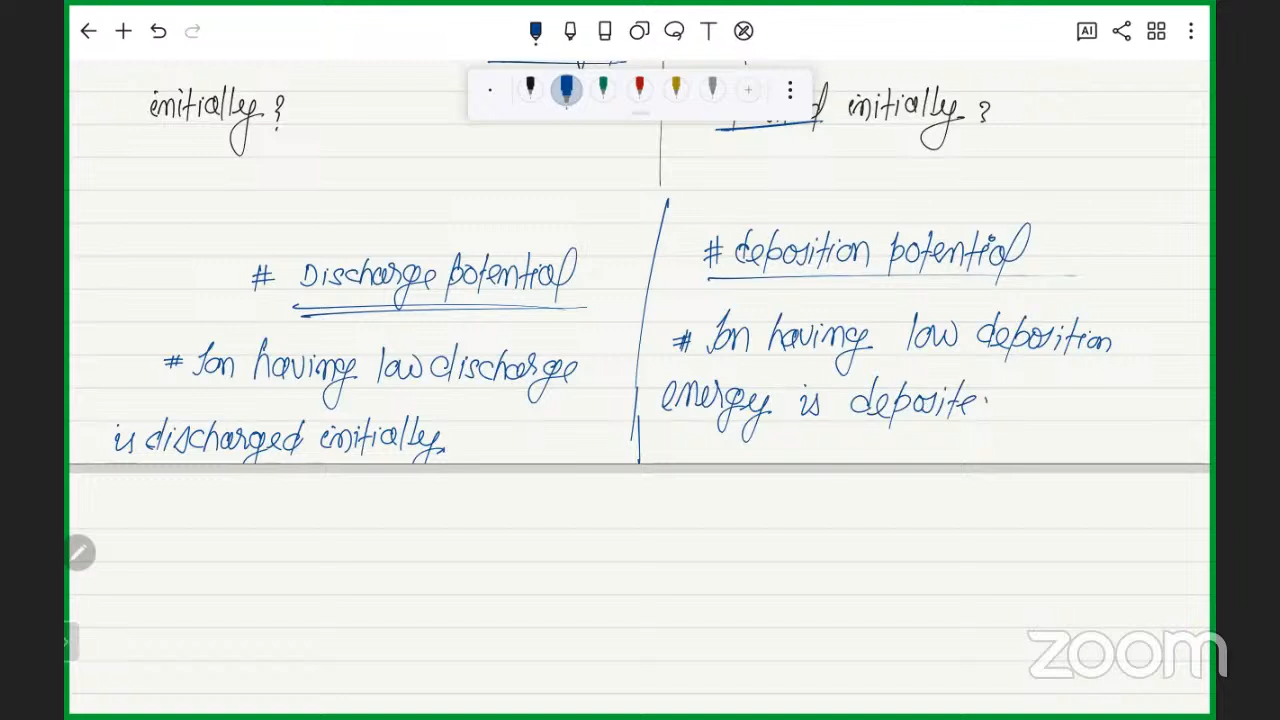 initially?
initially?
# Discharge potential
# Ion having low discharge
is discharged initially.
# deposition potential
# Ion having low deposition
energy is deposite
AI
T
zoom